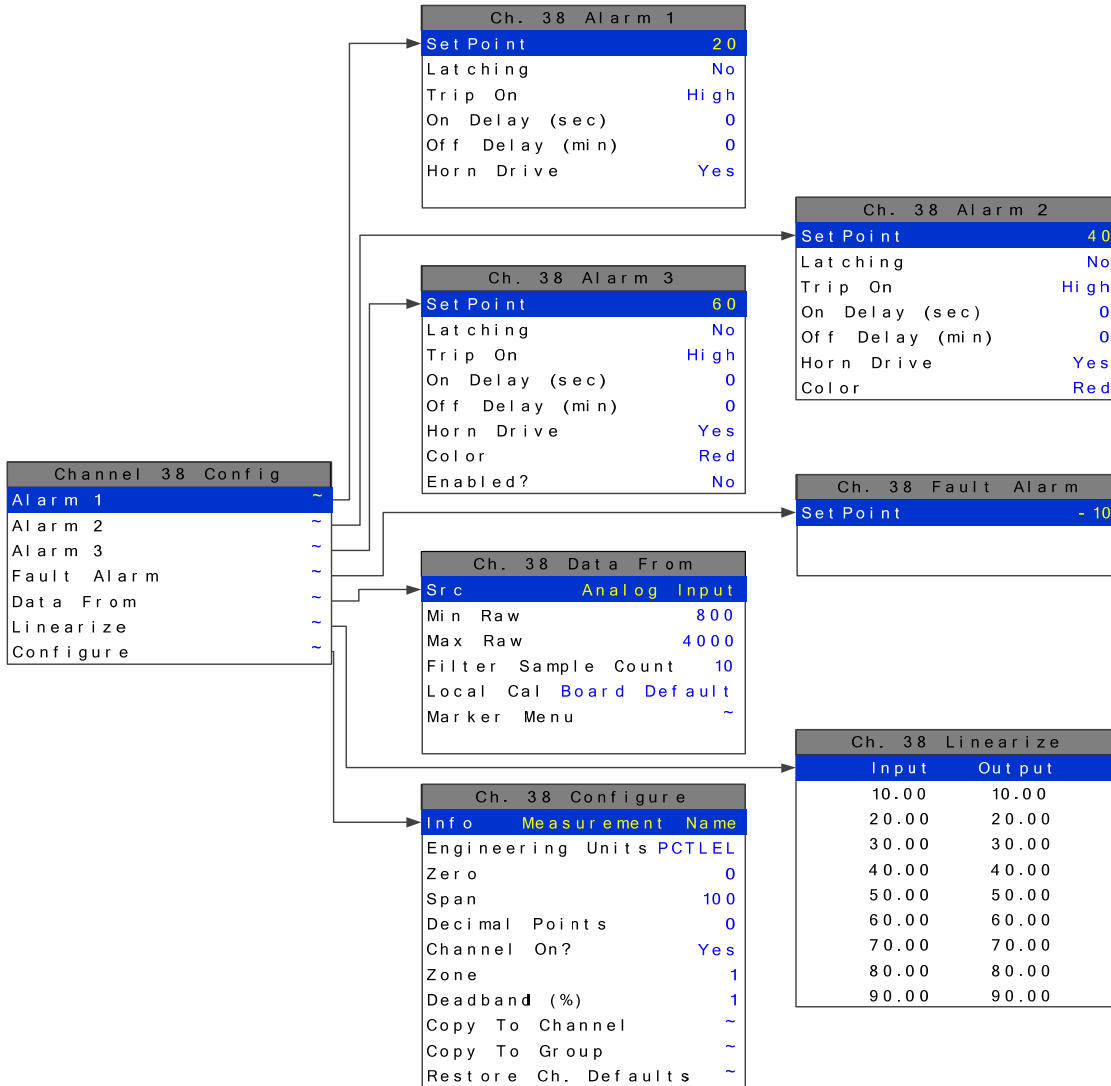 Ch. 38 Alarm 1
SetPoint 20
Latching No
Trip On High
On Delay (sec) 0
Off Delay (min) 0
Horn Drive Yes
Ch. 38 Alarm 2
SetPoint 40
Latching No
Trip On High
On Delay (sec) 0
Off Delay (min) 0
Horn Drive Yes
Color Red
Ch. 38 Alarm 3
SetPoint 60
Latching No
Trip On High
On Delay (sec) 0
Off Delay (min) 0
Horn Drive Yes
Color Red
Enabled? No
Channel 38 Config
Alarm 1 ~
Alarm 2 ~
Alarm 3 ~
Fault Alarm ~
Data From ~
Linearize ~
Configure ~
Ch. 38 Fault Alarm
SetPoint -10
Ch. 38 Data From
Src Analog Input
Min Raw 800
Max Raw 4000
Filter Sample Count 10
Local Cal Board Default
Marker Menu ~
Ch. 38 Linearize
Input Output
10.00 10.00
20.00 20.00
30.00 30.00
40.00 40.00
50.00 50.00
60.00 60.00
70.00 70.00
80.00 80.00
90.00 90.00
Ch. 38 Configure
Info Measurement Name
Engineering Units PCTLEL
Zero 0
Span 100
Decimal Points 0
Channel On? Yes
Zone 1
Deadband (%) 1
Copy To Channel ~
Copy To Group ~
Restore Ch. Defaults ~